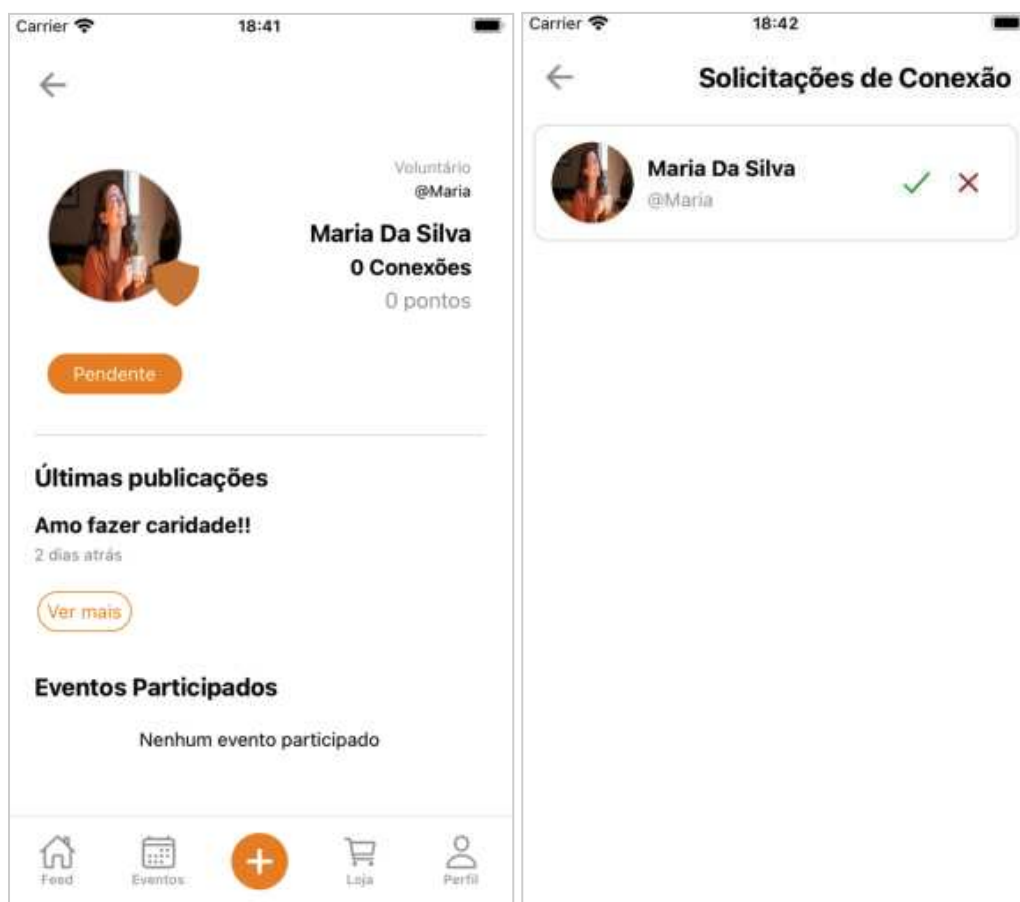 Carrier
18:41
Voluntário
@Maria
Maria Da Silva
0 Conexões
0 pontos
Pendente
Últimas publicações
Amo fazer caridade!!
2 dias atrás
Ver mais
Eventos Participados
Nenhum evento participado
Feed
Eventos
Loja
Perfil
Carrier
18:42
Solicitações de Conexão
Maria Da Silva
@Maria